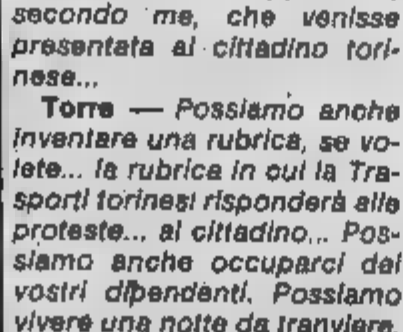 secondo me, che venisse
presentata al cittadino tori-
nese...
Torre — Possiamo anche
inventare una rubrica, se vo-
lete... la rubrica in cui la Tra-
sporti torinesi risponderà alle
proteste... al cittadino... Pos-
siamo anche occuparci dei
vostri dipendenti. Possiamo
vivere una notte da tranviere,